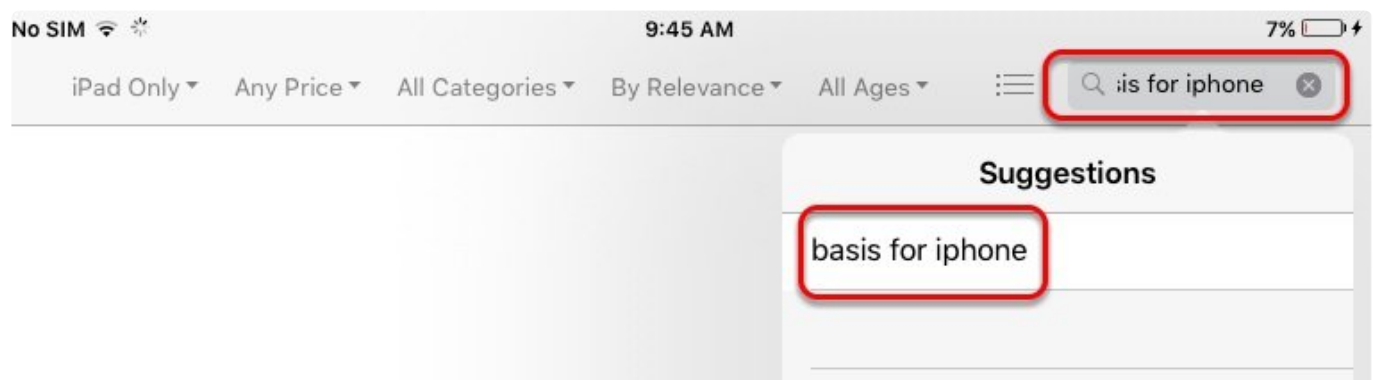 No SIM 9:45 AM 7%
iPad Only Any Price All Categories By Relevance All Ages is for iphone
Suggestions
basis for iphone